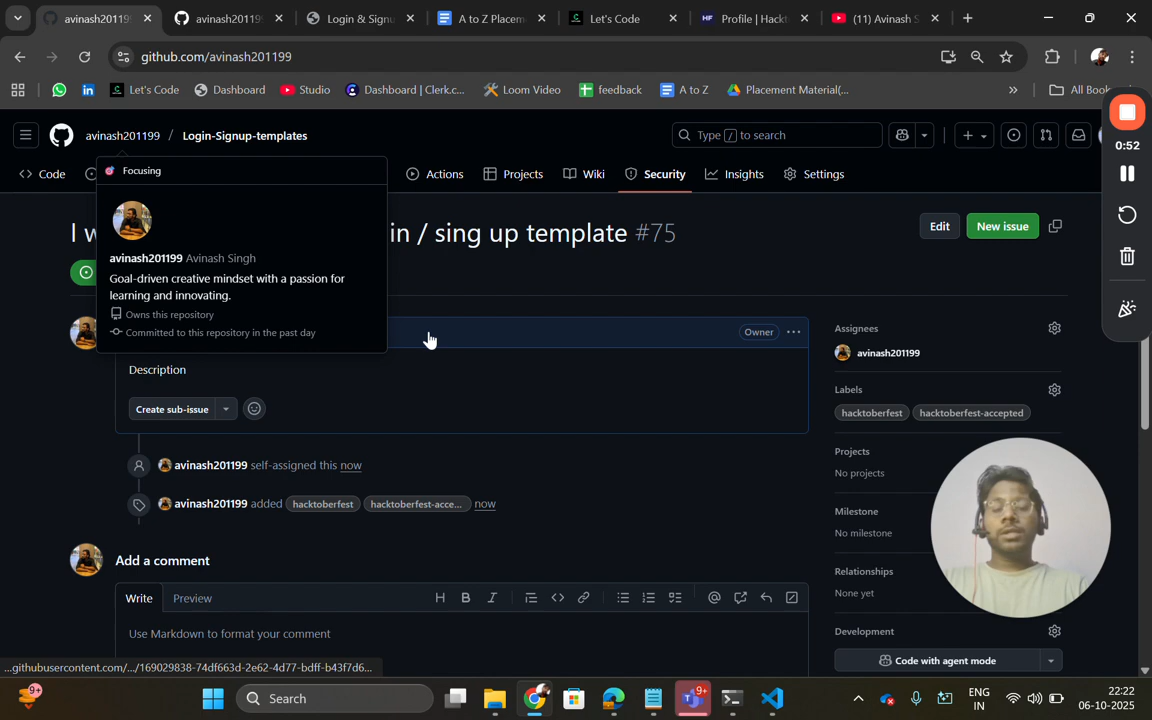 avinash2011999
avinash201199
Login & Signu
A to Z Placem
Let's Code
Profile | Hackt
(11) Avinash S
github.com/avinash201199
Let's Code
Dashboard
Studio
Dashboard | Clerk.c...
Loom Video
feedback
A to Z
Placement Material(...
»
All Book
avinash201199 / Login-Signup-templates
Type / to search
0:52
Code
Actions
Projects
Wiki
Security
Insights
Settings
Focusing
in / sing up template #75
Edit
New issue
avinash201199 Avinash Singh
Goal-driven creative mindset with a passion for
learning and innovating.
Owns this repository
Committed to this repository in the past day
Owner
Description
Create sub-issue
avinash201199 self-assigned this now
avinash201199 added hacktoberfest hacktoberfest-acce... now
Add a comment
Write
Preview
Use Markdown to format your comment
Assignees
avinash201199
Labels
hacktoberfest
hacktoberfest-accepted
Projects
No projects
Milestone
No milestone
Relationships
None yet
Development
Code with agent mode
...githubusercontent.com/.../169029838-74df663d-2e62-4d77-bdff-b43f7d6...
9+
Search
9+
ENG
IN
22:22
06-10-2025